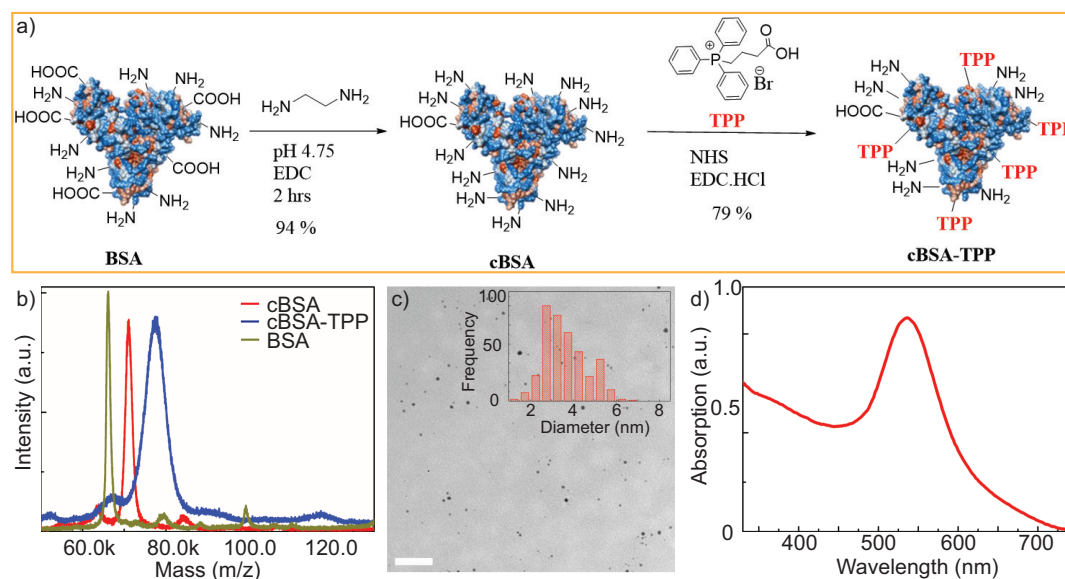 a)
HOOC
H₂N
H₂N
NH₂
COOH
H₂N
HOOC
NH₂
H₂N
COOH
HOOC
NH₂
H₂N
H₂N
BSA
H₂N
NH₂
pH 4.75
EDC
2 hrs
94 %
H₂N
H₂N
NH₂
NH₂
H₂N
HOOC
NH₂
H₂N
NH₂
H₂N
NH₂
H₂N
H₂N
NH₂
cBSA
P
+
O
OH
⊖
Br
TPP
NHS
EDC.HCl
79 %
H₂N
TPP
NH₂
H₂N
HOOC
TPP
TPP
TPP
H₂N
H₂N
NH₂
TPP
cBSA-TPP
b)
cBSA
cBSA-TPP
BSA
Intensity (a.u.)
60.0k 80.0k 100.0 120.0
Mass (m/z)
c)
100
50
0
Frequency
2 4 6 8
Diameter (nm)
d)
1.0
0.5
0
Absorption (a.u.)
400 500 600 700
Wavelength (nm)